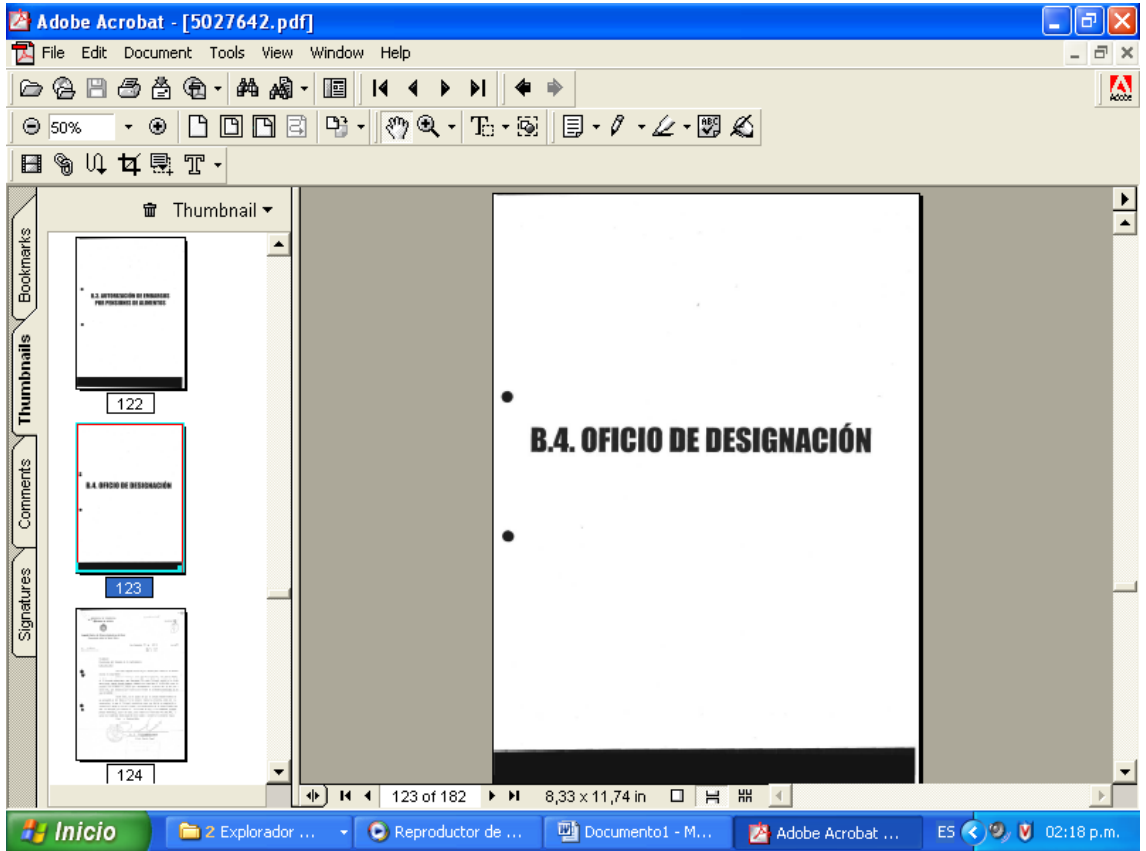 Adobe Acrobat - [5027642.pdf]
File Edit Document Tools View Window Help
Adobe
50%
Bookmarks
Thumbnails
Comments
Signatures
Thumbnail
B.3. AUTORIZACIÓN DE EMBARGOS
POR PENSIONES DE ALIMENTOS
122
B.4. OFICIO DE DESIGNACIÓN
123
124
B.4. OFICIO DE DESIGNACIÓN
123 of 182
8,33 x 11,74 in
Inicio
2 Explorador ...
Reproductor de ...
Documento1 - M...
Adobe Acrobat ...
ES
02:18 p.m.